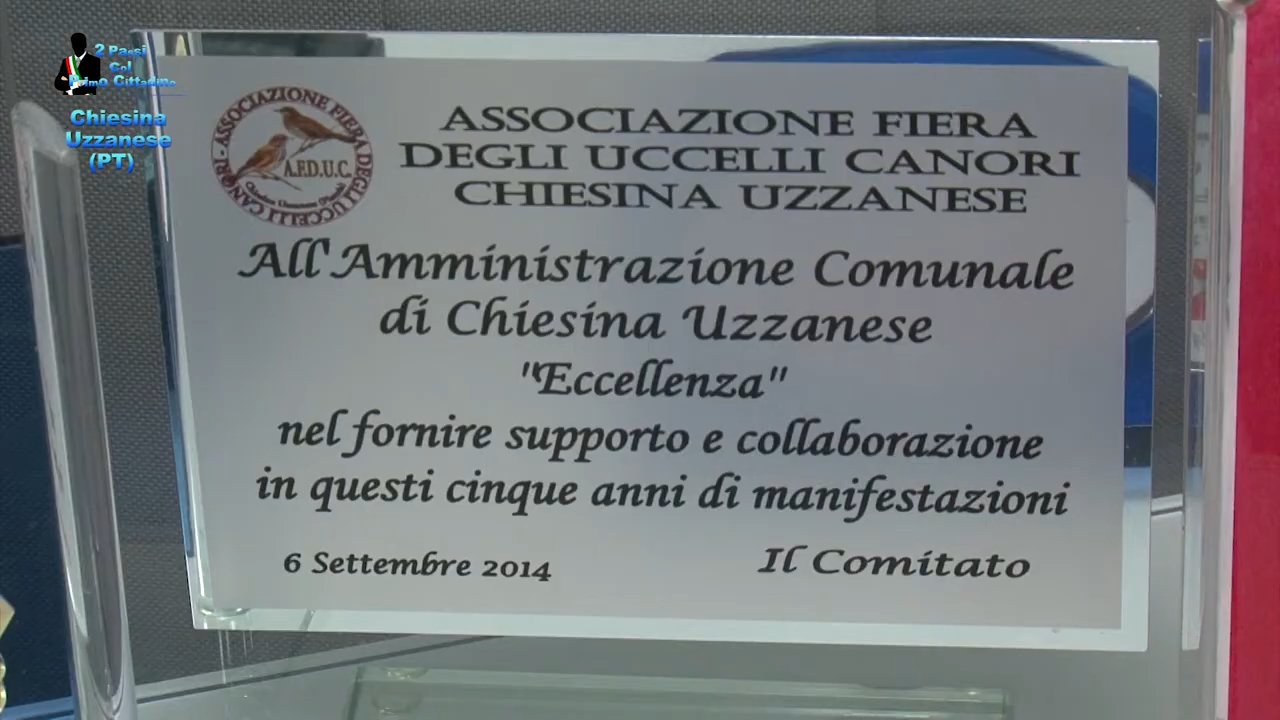 2 Passi
Col
Primo Cittadino
Chiesina
Uzzanese
(PT)
ASSOCIAZIONE FIERA DEGLI UCCELLI CANORI -
A.F.D.U.C.
ASSOCIAZIONE FIERA
DEGLI UCCELLI CANORI
CHIESINA UZZANESE
All'Amministrazione Comunale
di Chiesina Uzzanese
"Eccellenza"
nel fornire supporto e collaborazione
in questi cinque anni di manifestazioni
6 Settembre 2014 Il Comitato